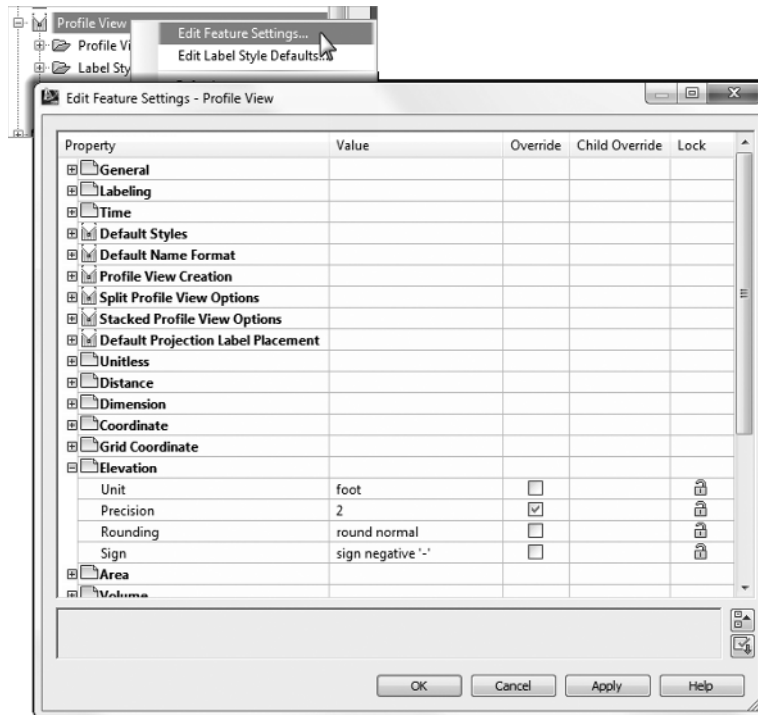 Profile View
Edit Feature Settings...
Profile Vi
Edit Label Style Defaults...
Label Sty
Edit Feature Settings - Profile View
Property Value Override Child Override Lock
General
Labeling
Time
Default Styles
Default Name Format
Profile View Creation
Split Profile View Options
Stacked Profile View Options
Default Projection Label Placement
Unitless
Distance
Dimension
Coordinate
Grid Coordinate
Elevation
Unit foot
Precision 2
Rounding round normal
Sign sign negative '-'
Area
Volume
OK Cancel Apply Help